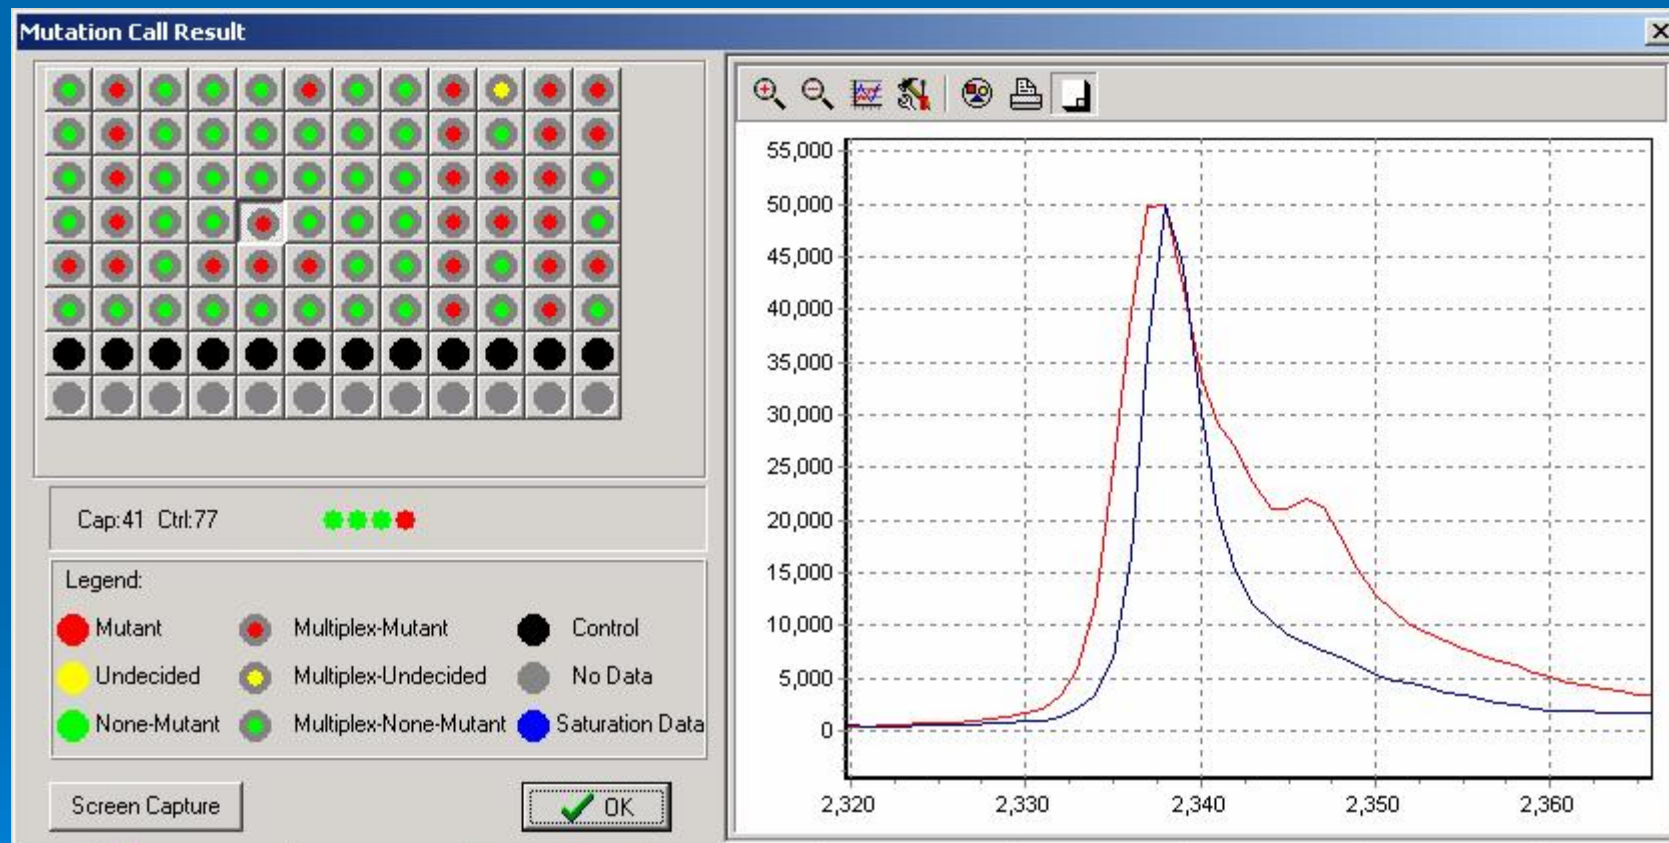 Mutation Call Result
Cap:41 Ctrl:77
Legend:
Mutant Multiplex-Mutant Control
Undecided Multiplex-Undecided No Data
None-Mutant Multiplex-None-Mutant Saturation Data
Screen Capture OK
55,000
50,000
45,000
40,000
35,000
30,000
25,000
20,000
15,000
10,000
5,000
0
2,320 2,330 2,340 2,350 2,360